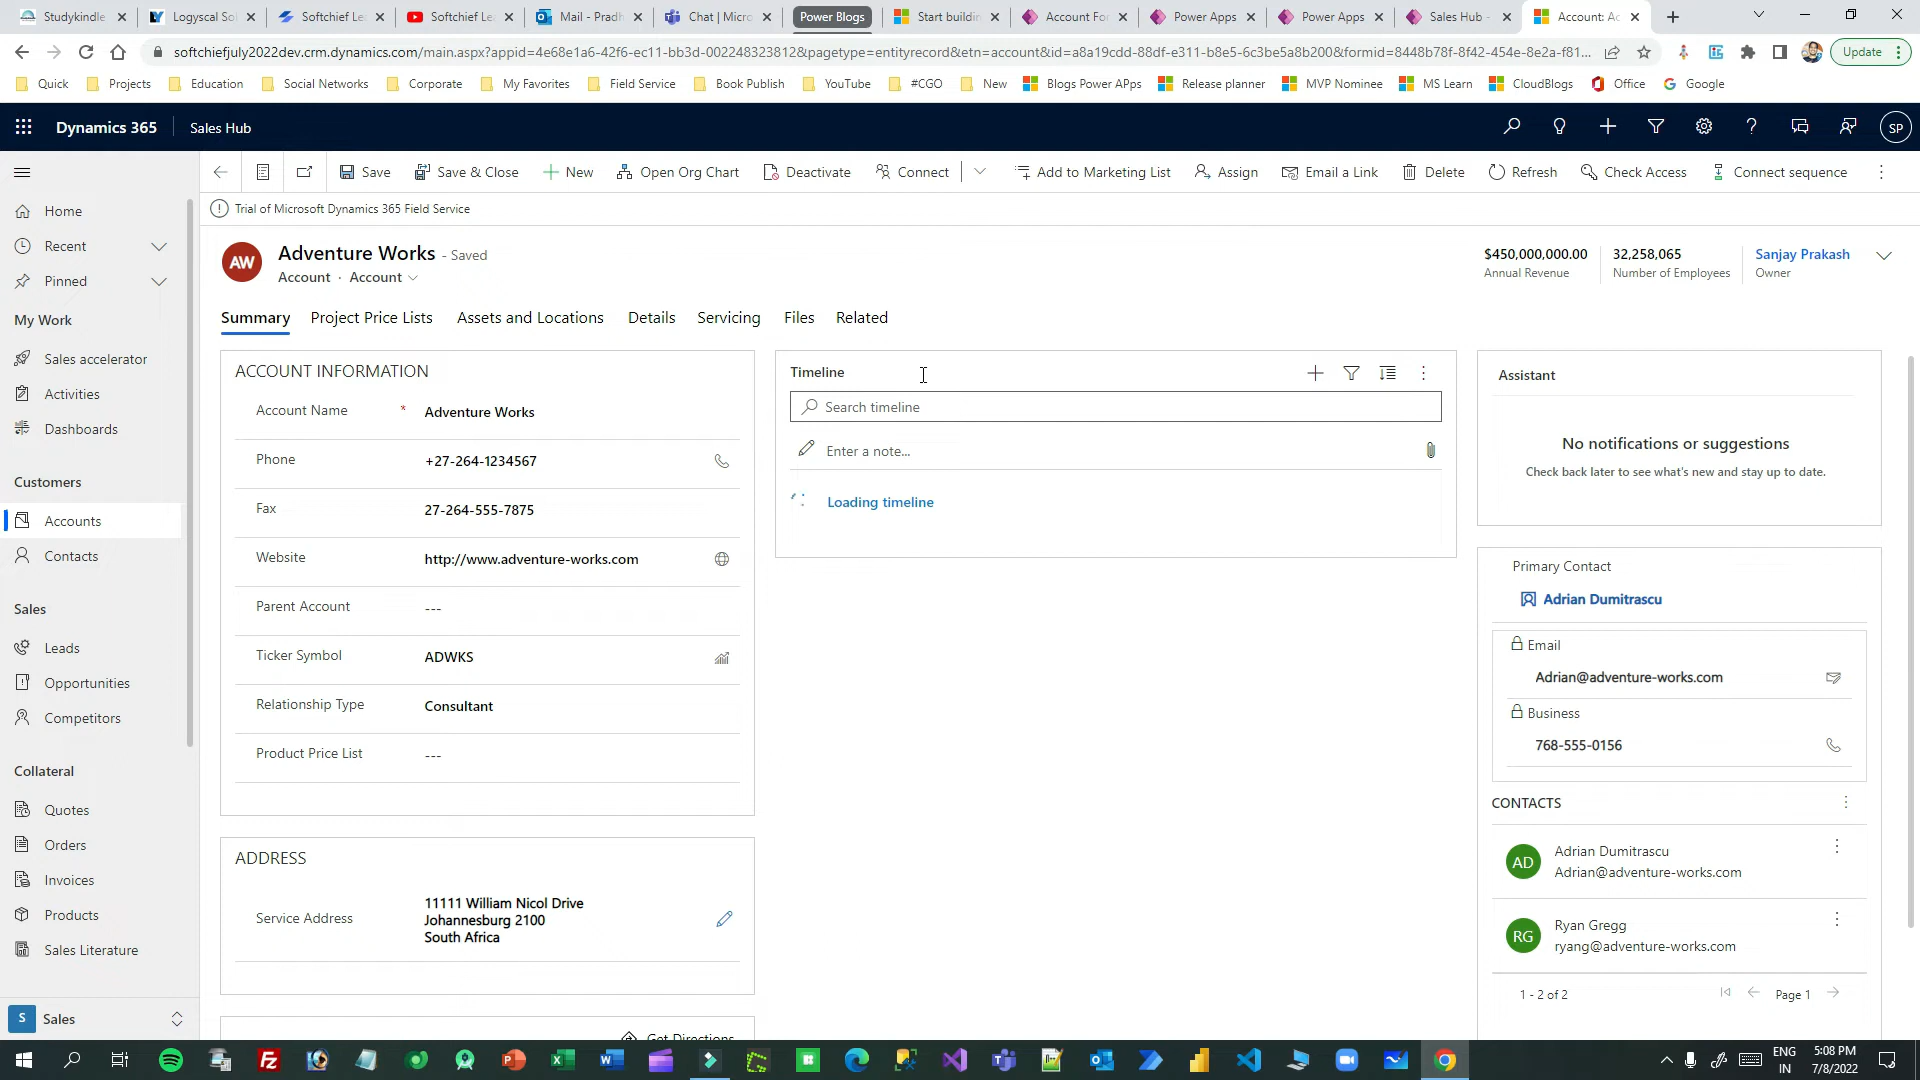 Studykindle
Logyscal So
Softchief Le
Softchief Le
Mail - Pradh
Chat | Micro
Power Blogs
Start buildin
Account Fo
Power Apps
Power Apps
Sales Hub -
Account: Ac
softchiefjuly2022dev.crm.dynamics.com/main.aspx?appid=4e68e1a6-42f6-ec11-bb3d-002248323812&pagetype=entityrecord&etn=account&id=a8a19cdd-88df-e311-b8e5-6c3be5a8b200&formid=8448b78f-8f42-454e-8e2a-f81...
Update
Quick
Projects
Education
Social Networks
Corporate
My Favorites
Field Service
Book Publish
YouTube
#CGO
New
Blogs Power APps
Release planner
MVP Nominee
MS Learn
CloudBlogs
Office
Google
Dynamics 365
Sales Hub
SP
Save
Save & Close
New
Open Org Chart
Deactivate
Connect
Add to Marketing List
Assign
Email a Link
Delete
Refresh
Check Access
Connect sequence
Trial of Microsoft Dynamics 365 Field Service
Home
Recent
Pinned
My Work
Sales accelerator
Activities
Dashboards
Customers
Accounts
Contacts
Sales
Leads
Opportunities
Competitors
Collateral
Quotes
Orders
Invoices
Products
Sales Literature
S
Sales
AW
Adventure Works - Saved
Account · Account
$450,000,000.00
Annual Revenue
32,258,065
Number of Employees
Sanjay Prakash
Owner
Summary
Project Price Lists
Assets and Locations
Details
Servicing
Files
Related
ACCOUNT INFORMATION
Account Name * Adventure Works
Phone +27-264-1234567
Fax 27-264-555-7875
Website http://www.adventure-works.com
Parent Account ---
Ticker Symbol ADWKS
Relationship Type Consultant
Product Price List ---
ADDRESS
Service Address
11111 William Nicol Drive
Johannesburg 2100
South Africa
Get Directions
Timeline
Search timeline
Enter a note...
Loading timeline
Assistant
No notifications or suggestions
Check back later to see what's new and stay up to date.
Primary Contact
Adrian Dumitrascu
Email
Adrian@adventure-works.com
Business
768-555-0156
CONTACTS
AD
Adrian Dumitrascu
Adrian@adventure-works.com
RG
Ryan Gregg
ryang@adventure-works.com
1 - 2 of 2
Page 1
ENG
IN
5:08 PM
7/8/2022